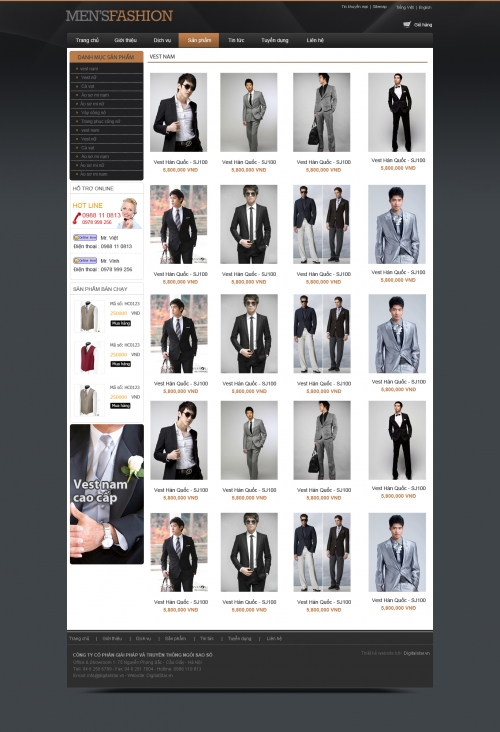 MEN'SFASHION
Tin khuyến mại | Sitemap
Tiếng Việt | English
Giỏ hàng
Trang chủ Giới thiệu Dịch vụ Sản phẩm Tin tức Tuyển dụng Liên hệ
DANH MỤC SẢN PHẨM
vest nam
Vest nữ
Cà vạt
Áo sơ mi nam
Áo sơ mi nữ
Váy công sở
Trang phục công sở
vest nam
Vest nữ
Cà vạt
Áo sơ mi nam
Áo sơ mi nữ
Áo sơ mi nam
HỖ TRỢ ONLINE
HOT LINE
0988 11 0813
0978 999 256
Mr. Việt
Điện thoại : 0988 11 0813
Mr. Vinh
Điện thoại : 0978 999 256
SẢN PHẨM BÁN CHẠY
Mã số: HC0123
250000 VND
Mua hàng
Mã số: HC0123
250000 VND
Mua hàng
Mã số: HC0123
250000 VND
Mua hàng
Vest nam
cao cấp
VEST NAM
Vest Hàn Quốc - SJ100 Vest Hàn Quốc - SJ100 Vest Hàn Quốc - SJ100 Vest Hàn Quốc - SJ100
5,800,000 VND 5,800,000 VND 5,800,000 VND 5,800,000 VND
Vest Hàn Quốc - SJ100 Vest Hàn Quốc - SJ100 Vest Hàn Quốc - SJ100 Vest Hàn Quốc - SJ100
5,800,000 VND 5,800,000 VND 5,800,000 VND 5,800,000 VND
Vest Hàn Quốc - SJ100 Vest Hàn Quốc - SJ100 Vest Hàn Quốc - SJ100 Vest Hàn Quốc - SJ100
5,800,000 VND 5,800,000 VND 5,800,000 VND 5,800,000 VND
Vest Hàn Quốc - SJ100 Vest Hàn Quốc - SJ100 Vest Hàn Quốc - SJ100 Vest Hàn Quốc - SJ100
5,800,000 VND 5,800,000 VND 5,800,000 VND 5,800,000 VND
Vest Hàn Quốc - SJ100 Vest Hàn Quốc - SJ100 Vest Hàn Quốc - SJ100 Vest Hàn Quốc - SJ100
5,800,000 VND 5,800,000 VND 5,800,000 VND 5,800,000 VND
Trang chủ | Giới thiệu | Dịch vụ | Sản phẩm | Tin tức | Tuyển dụng | Liên hệ
CÔNG TY CỔ PHẦN GIẢI PHÁP VÀ TRUYỀN THÔNG NGÔI SAO SỐ
Thiết kế website bởi : Digitalstar.vn